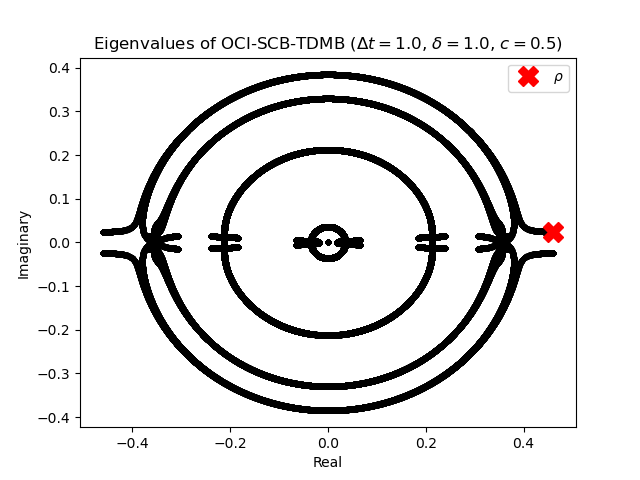 Eigenvalues of OCI-SCB-TDMB (Δt = 1.0, δ = 1.0, c = 0.5)
ρ
0.4
0.3
0.2
0.1
0.0
−0.1
−0.2
−0.3
−0.4
Imaginary
−0.4 −0.2 0.0 0.2 0.4
Real